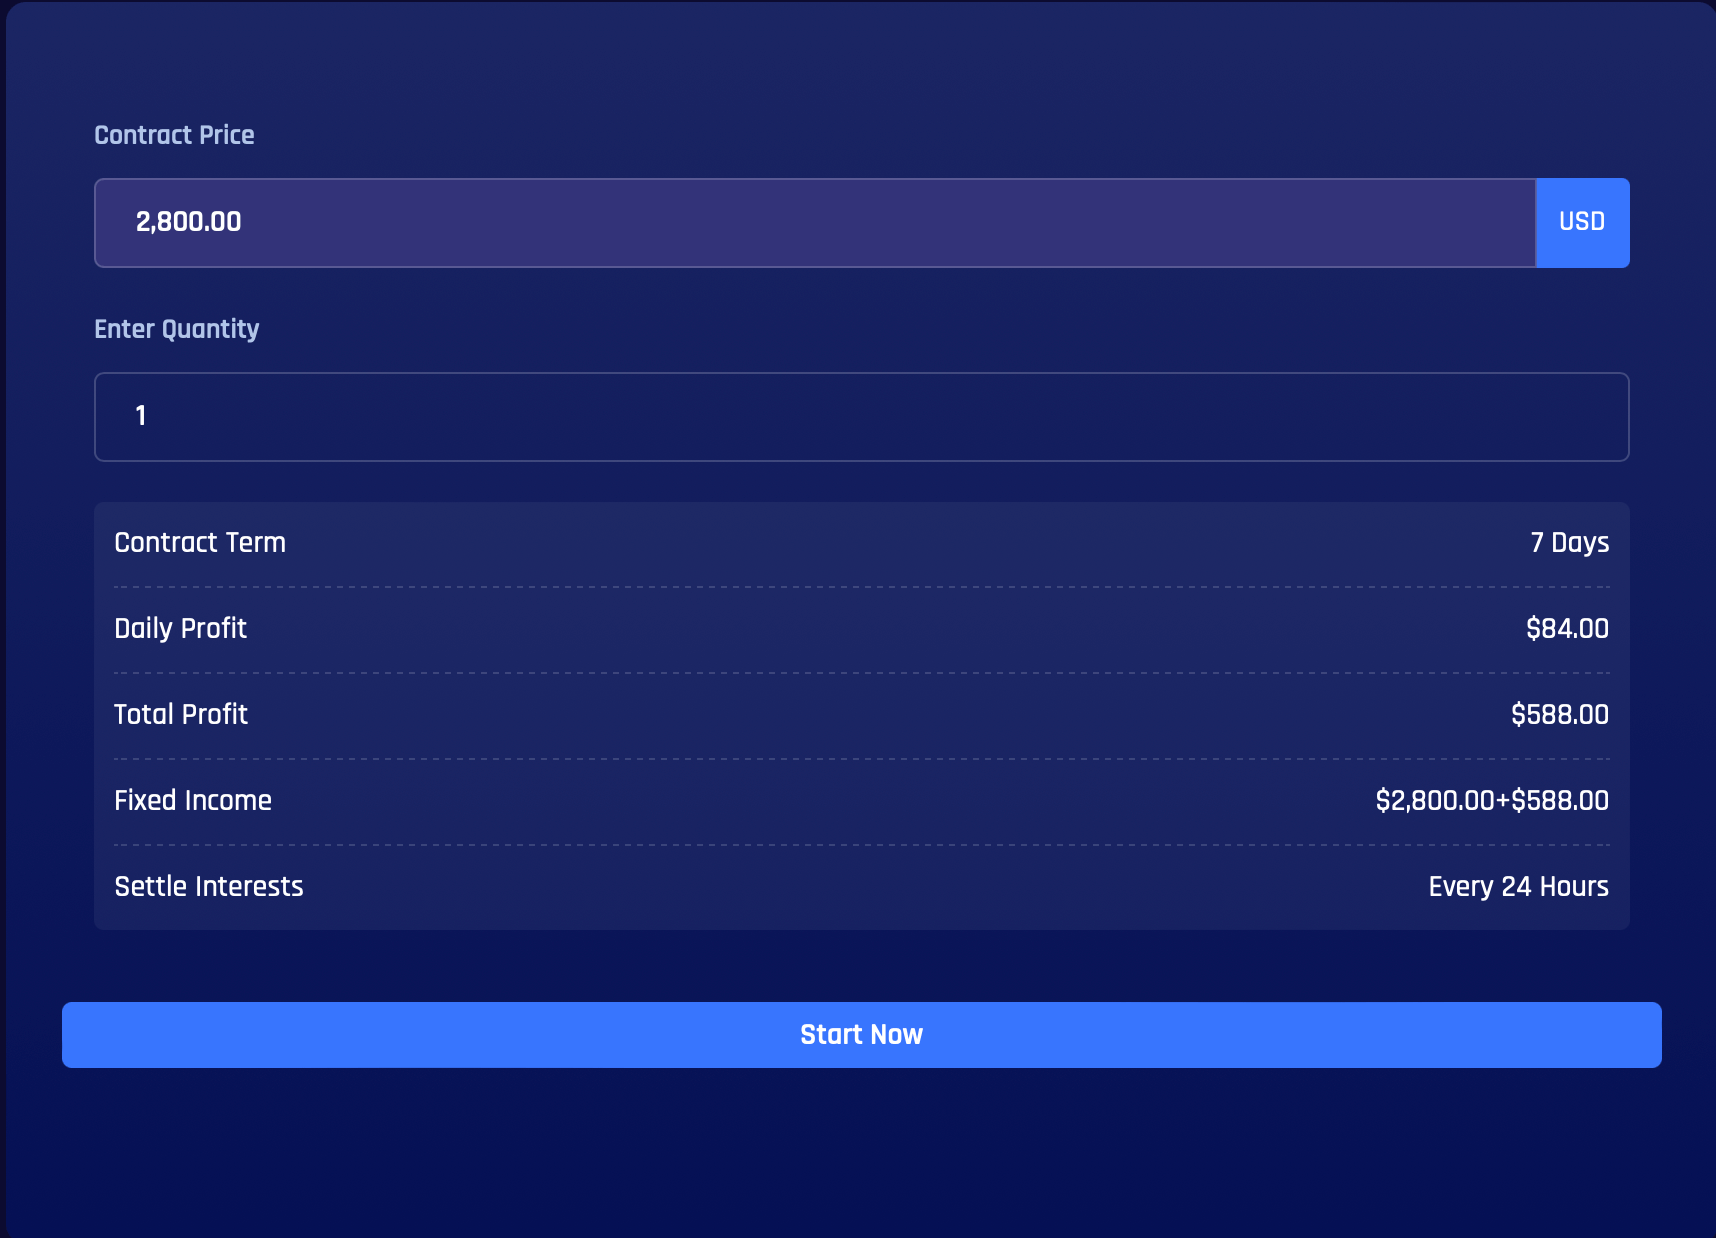 Contract Price
2,800.00 USD
Enter Quantity
1
Contract Term 7 Days
Daily Profit $84.00
Total Profit $588.00
Fixed Income $2,800.00+$588.00
Settle Interests Every 24 Hours
Start Now